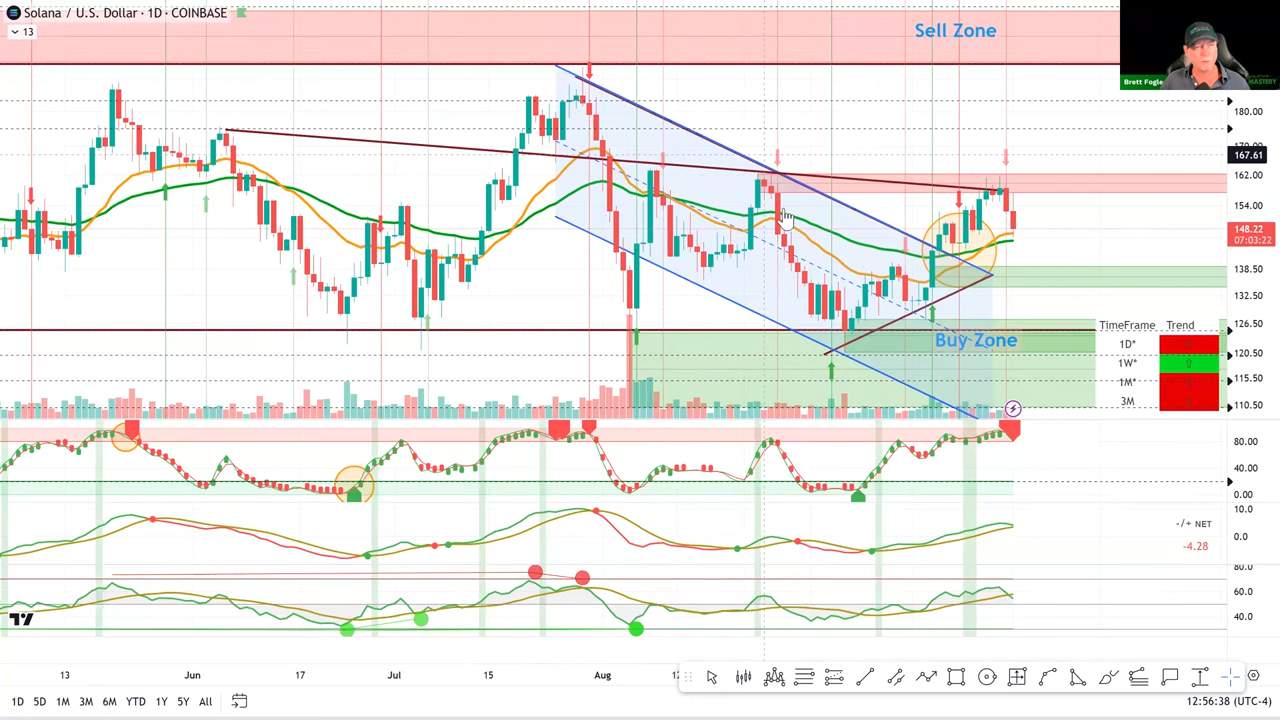 Solana / U.S. Dollar · 1D · COINBASE
13
Sell Zone
Brett Fogle
MASTERY
180.00
167.61
162.00
154.00
148.22
07:03:22
138.50
132.50
126.50
120.50
115.50
110.50
Buy Zone
TimeFrame Trend
1D*
1W*
1M*
3M
80.00
40.00
0.00
10.0
0.0
-/+ NET
-4.28
80.0
60.0
40.0
13 Jun 17 Jul 15 Aug
1D 5D 1M 3M 6M YTD 1Y 5Y All
12:56:38 (UTC-4)